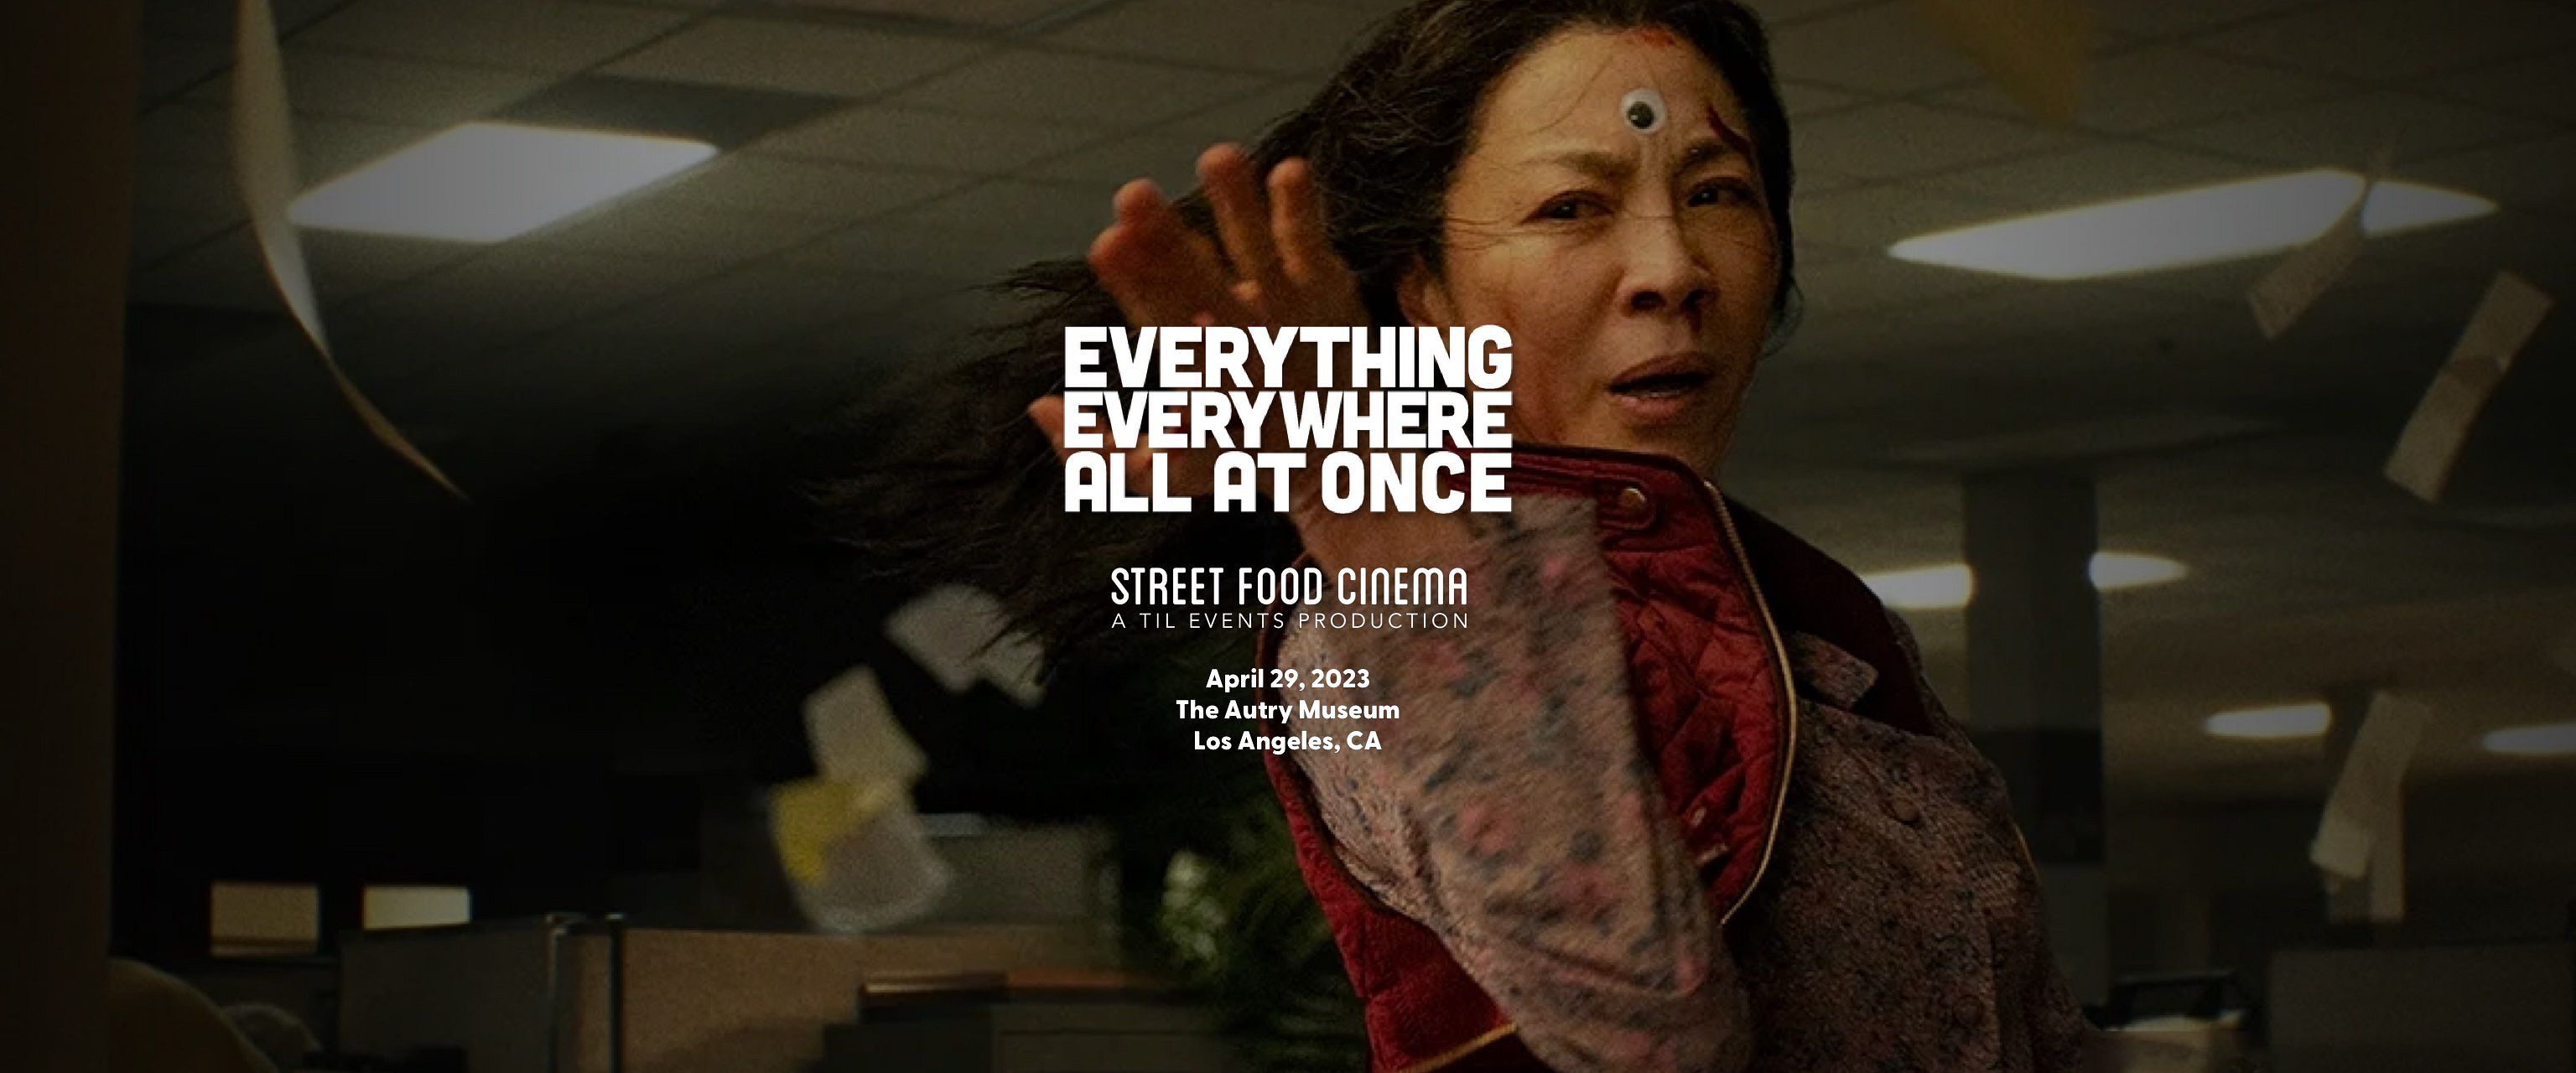 EVERYTHING
EVERYWHERE
ALL AT ONCE
STREET FOOD CINEMA
A TIL EVENTS PRODUCTION
April 29, 2023
The Autry Museum
Los Angeles, CA